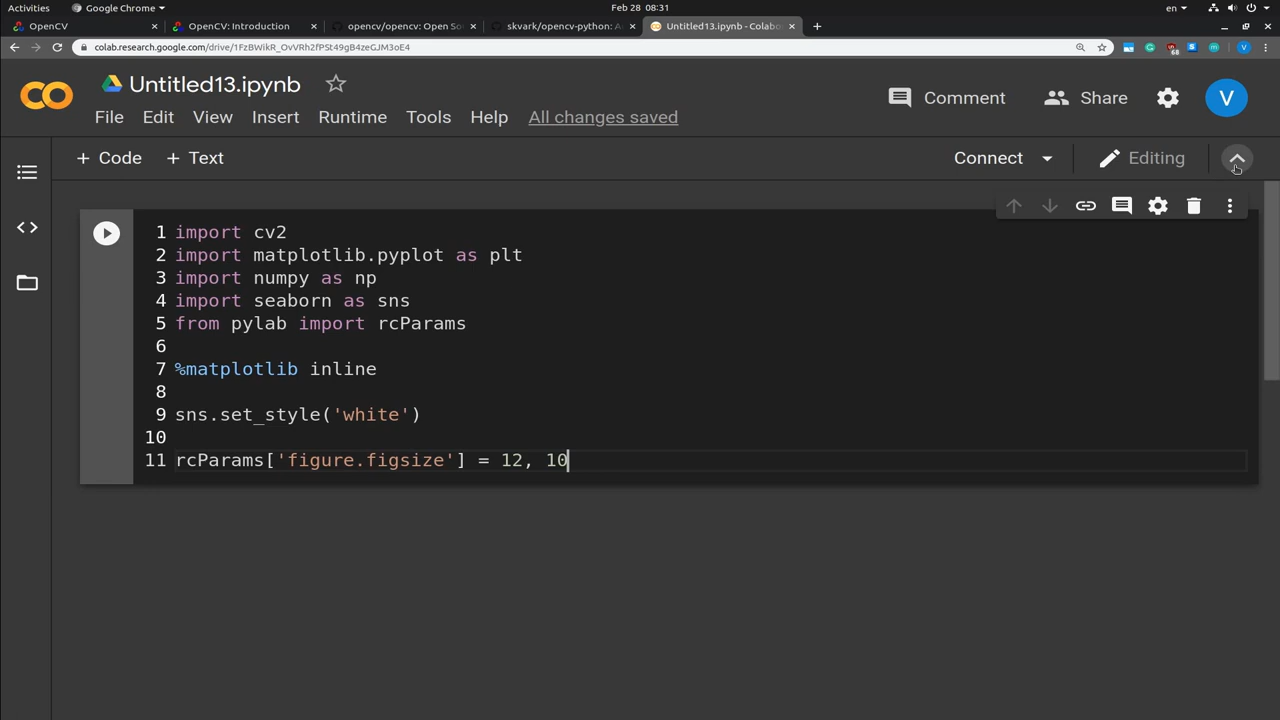 Activities
Google Chrome
Feb 28 08:31
en
OpenCV
OpenCV: Introduction
opencv/opencv: Open So
skvark/opencv-python: A
Untitled13.ipynb - Colabo
colab.research.google.com/drive/1FzBWikR_OvVRh2fPSt49gB4zeGJM3oE4
68
V
Untitled13.ipynb
Comment
Share
V
File Edit View Insert Runtime Tools Help All changes saved
+ Code + Text
Connect
Editing
1 import cv2
2 import matplotlib.pyplot as plt
3 import numpy as np
4 import seaborn as sns
5 from pylab import rcParams
6
7 %matplotlib inline
8
9 sns.set_style('white')
10
11 rcParams['figure.figsize'] = 12, 10